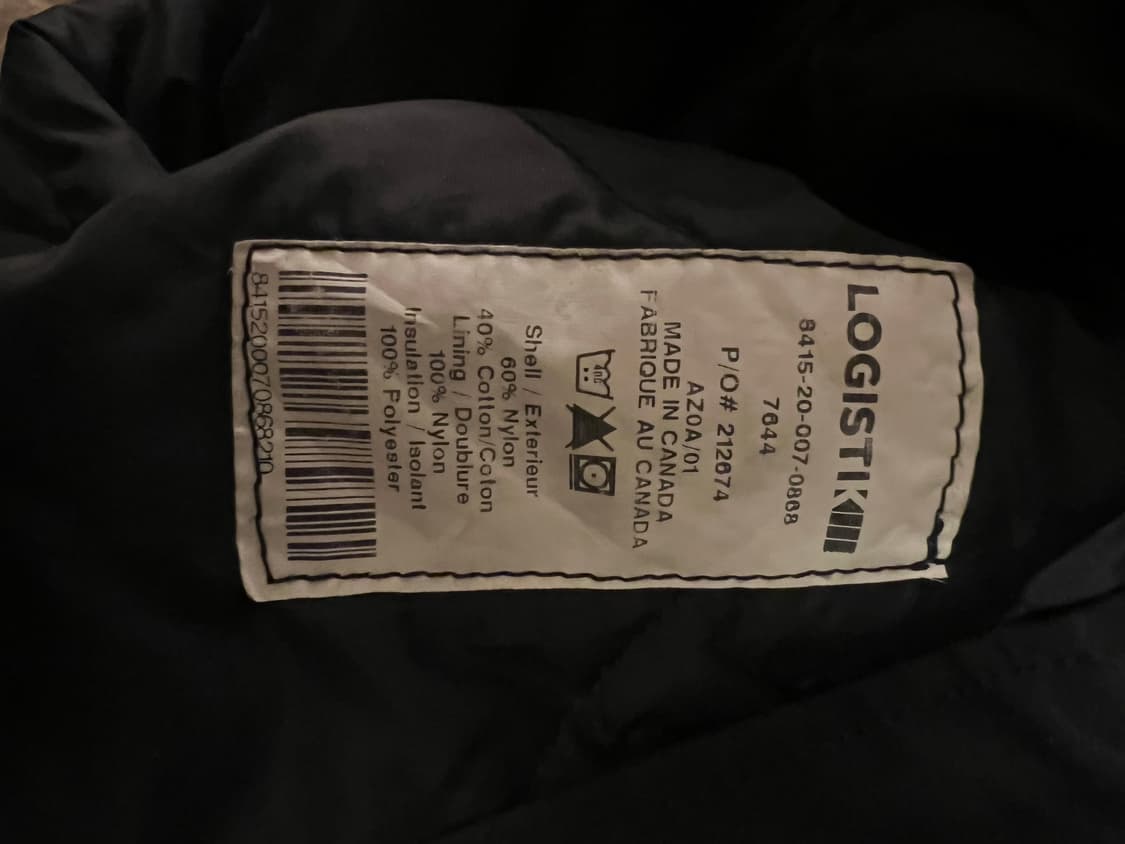 LOGISTIK
8415-20-007-0868
7644
P/O# 212674
AZ0A/01
MADE IN CANADA
FABRIQUE AU CANADA
Shell / Exterieur
60% Nylon
40% Cotton/Coton
Lining / Doublure
100% Nylon
Insulation / Isolant
100% Polyester